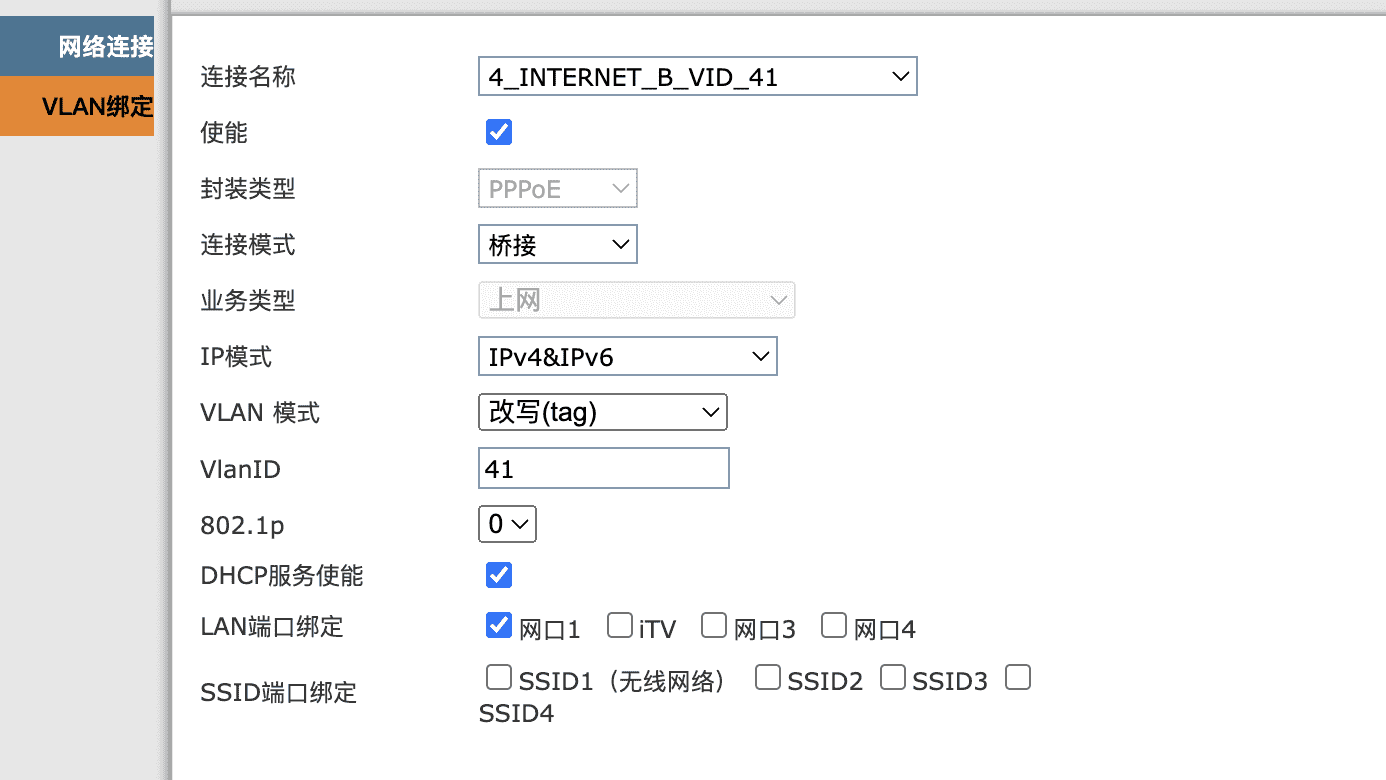 网络连接
VLAN绑定
连接名称 4_INTERNET_B_VID_41
使能
封装类型 PPPoE
连接模式 桥接
业务类型 上网
IP模式 IPv4&IPv6
VLAN 模式 改写(tag)
VlanID 41
802.1p 0
DHCP服务使能
LAN端口绑定 网口1 iTV 网口3 网口4
SSID端口绑定 SSID1（无线网络） SSID2 SSID3
SSID4